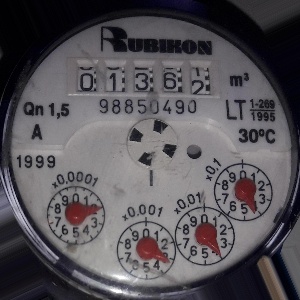 RUBIKON
01362 m³
98850490
Qn 1,5
A
LT 1-269
1995
30°C
1999
x0.0001
x0.001
x0.01
x0.1